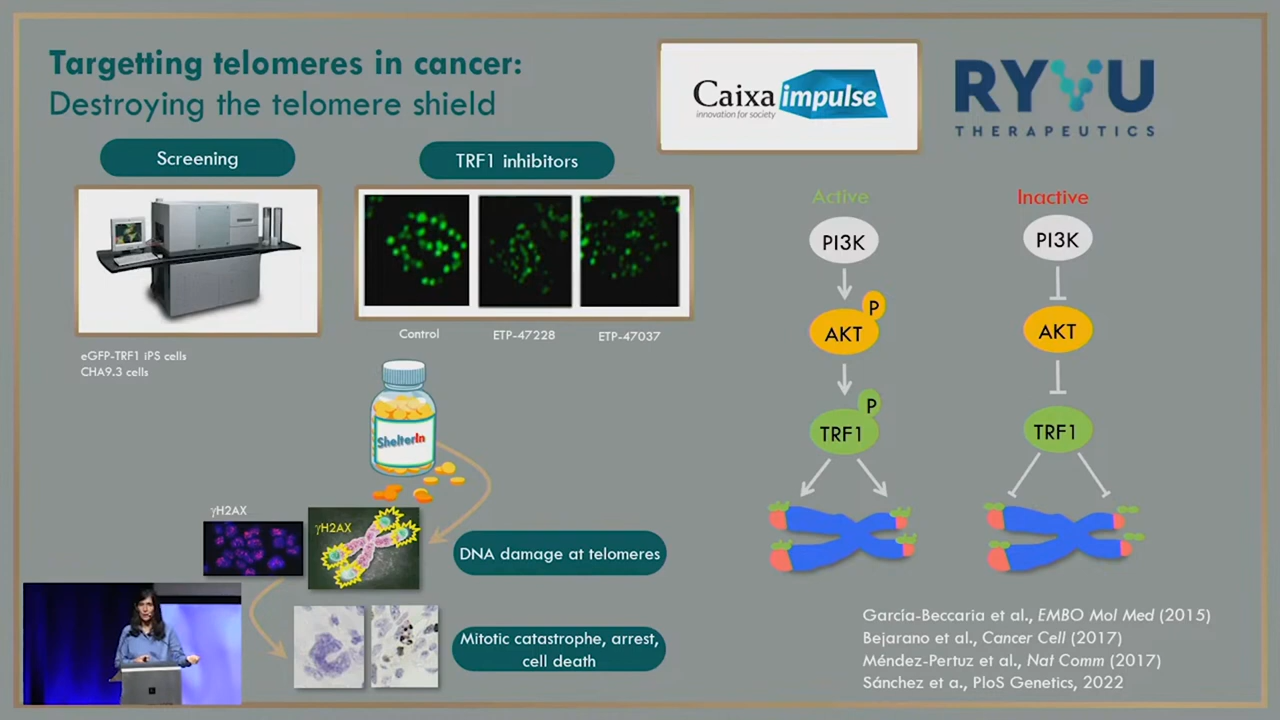 Targetting telomeres in cancer:
Destroying the telomere shield
Caixa impulse
innovation for society
RYVU
THERAPEUTICS
Screening
TRF1 inhibitors
Control
ETP-47228
ETP-47037
eGFP-TRF1 iPS cells
CHA9.3 cells
ShelterIn
γH2AX
γH2AX
DNA damage at telomeres
Mitotic catastrophe, arrest,
cell death
Active
PI3K
P
AKT
P
TRF1
Inactive
PI3K
AKT
TRF1
García-Beccaria et al., EMBO Mol Med (2015)
Bejarano et al., Cancer Cell (2017)
Méndez-Pertuz et al., Nat Comm (2017)
Sánchez et a., PloS Genetics, 2022